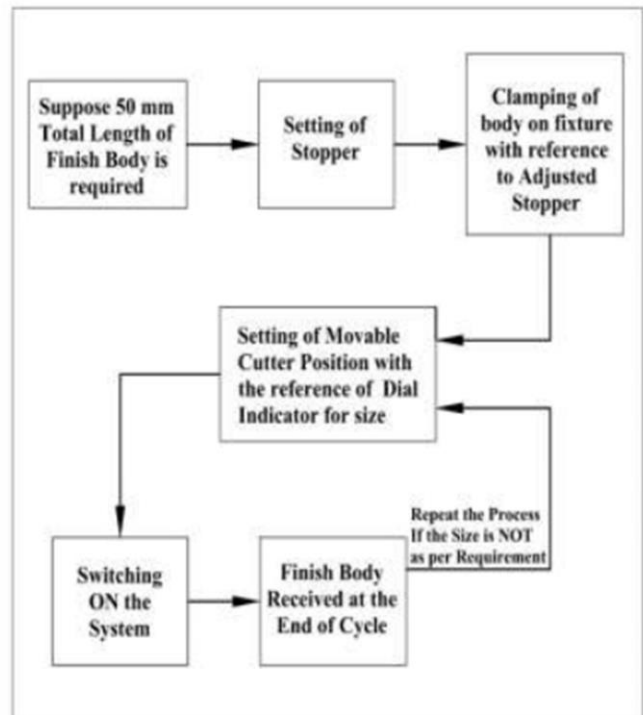 Suppose 50 mm
Total Length of
Finish Body is
required
Setting of
Stopper
Clamping of
body on fixture
with reference
to Adjusted
Stopper
Setting of Movable
Cutter Position with
the reference of Dial
Indicator for size
Switching
ON the
System
Finish Body
Received at the
End of Cycle
Repeat the Process
If the Size is NOT
as per Requirement